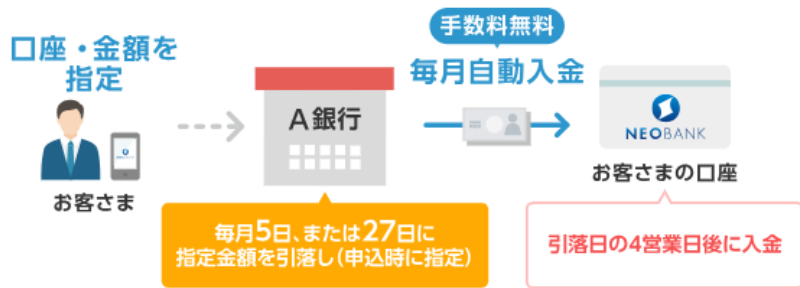 口座・金額を
指定
お客さま
A銀行
手数料無料
毎月自動入金
NEOBANK
お客さまの口座
毎月5日、または27日に
指定金額を引落し(申込時に指定)
引落日の4営業日後に入金